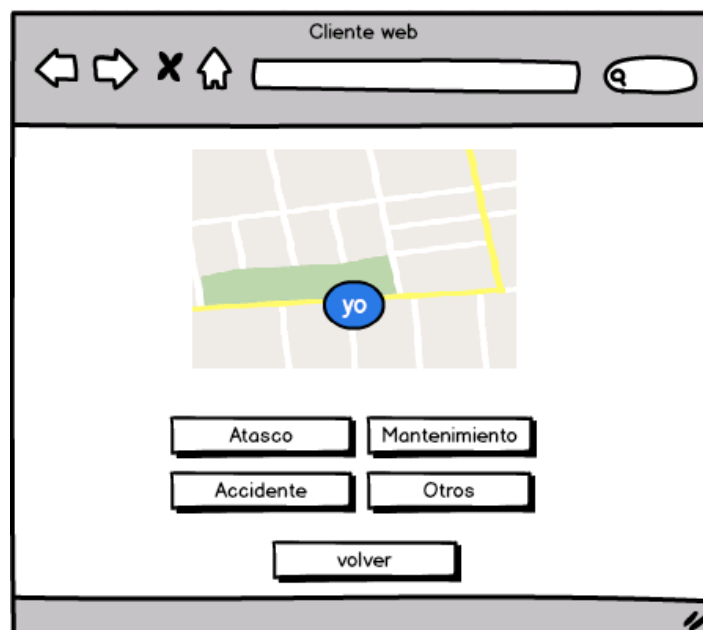 Cliente web
yo
Atasco
Mantenimiento
Accidente
Otros
volver